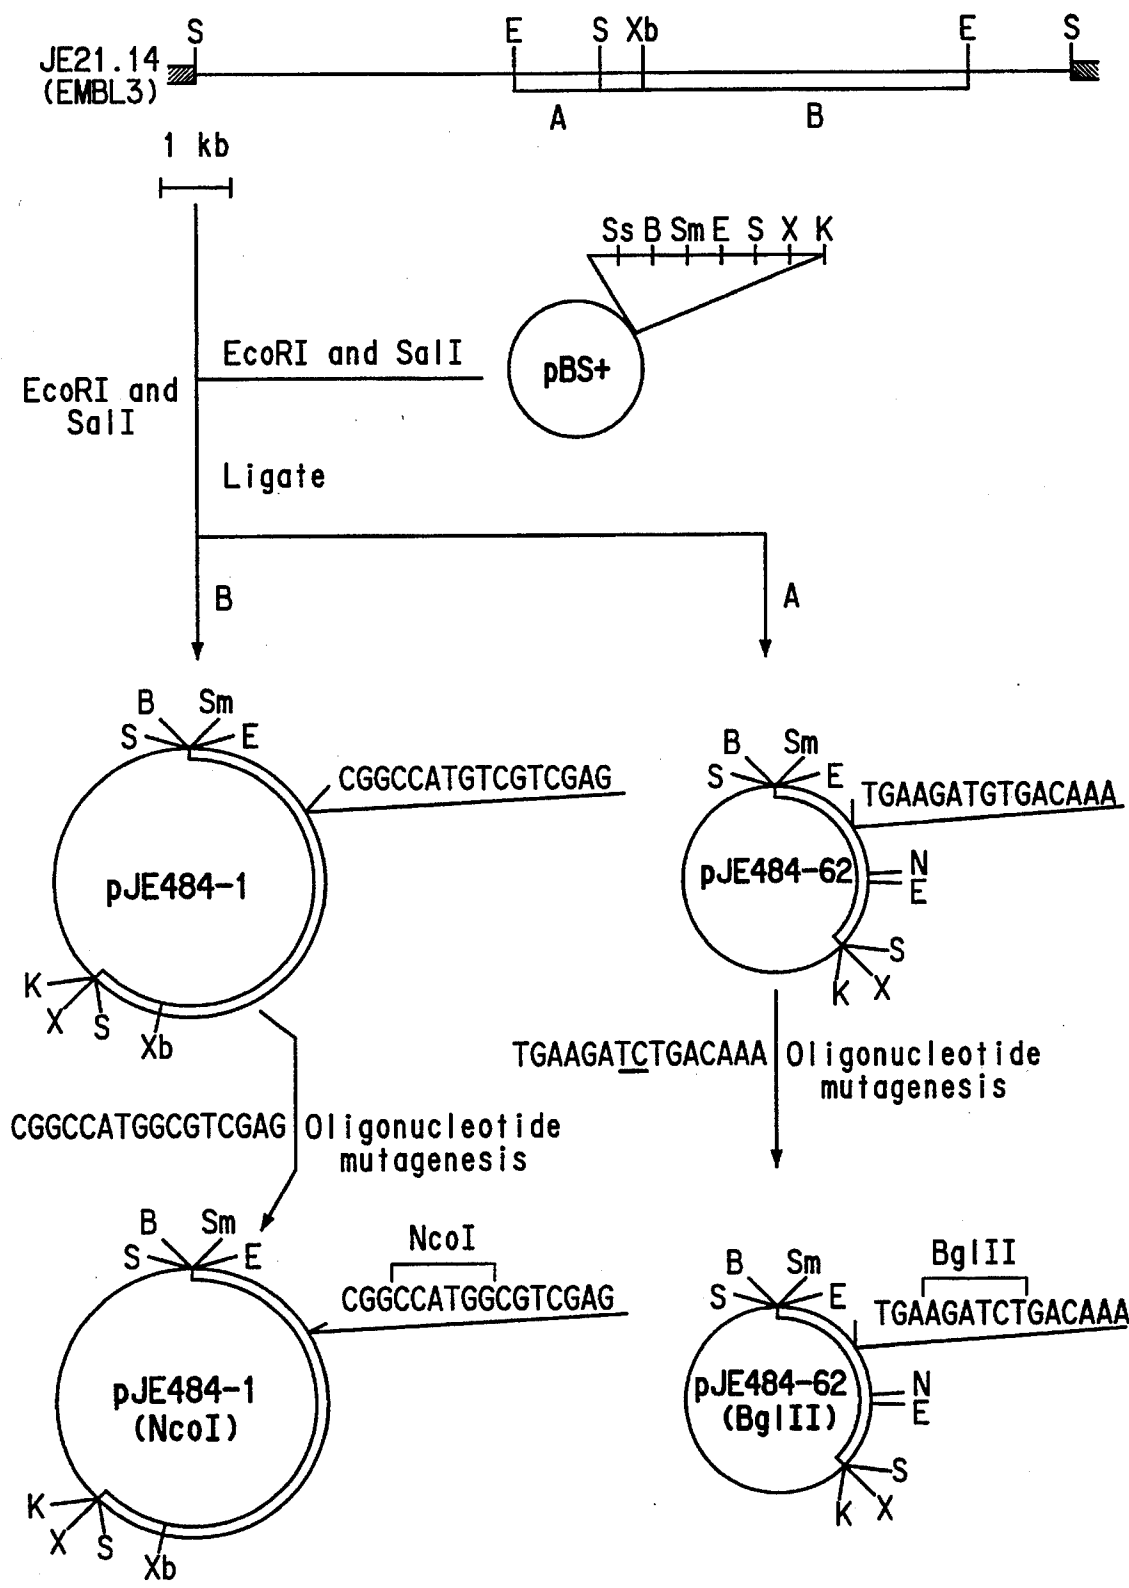 S E S Xb E S
JE21.14
(EMBL3)
A B
1 kb
Ss B Sm E S X K
EcoRI and SalI
pBS+
EcoRI and
SalI
Ligate
B
A
B Sm
S E
CGGCCATGTCGTCGAG
pJE484-1
K
X
S
Xb
B Sm
S E
TGAAGATGTGACAAA
pJE484-62
N
E
S
K X
CGGCCATGGCGTCGAG
Oligonucleotide
mutagenesis
TGAAGATCTGACAAA
Oligonucleotide
mutagenesis
B Sm
S E
NcoI
CGGCCATGGCGTCGAG
pJE484-1
(NcoI)
K
X
S
Xb
B Sm
S E
BglII
TGAAGATCTGACAAA
pJE484-62
(BglII)
N
E
S
K X